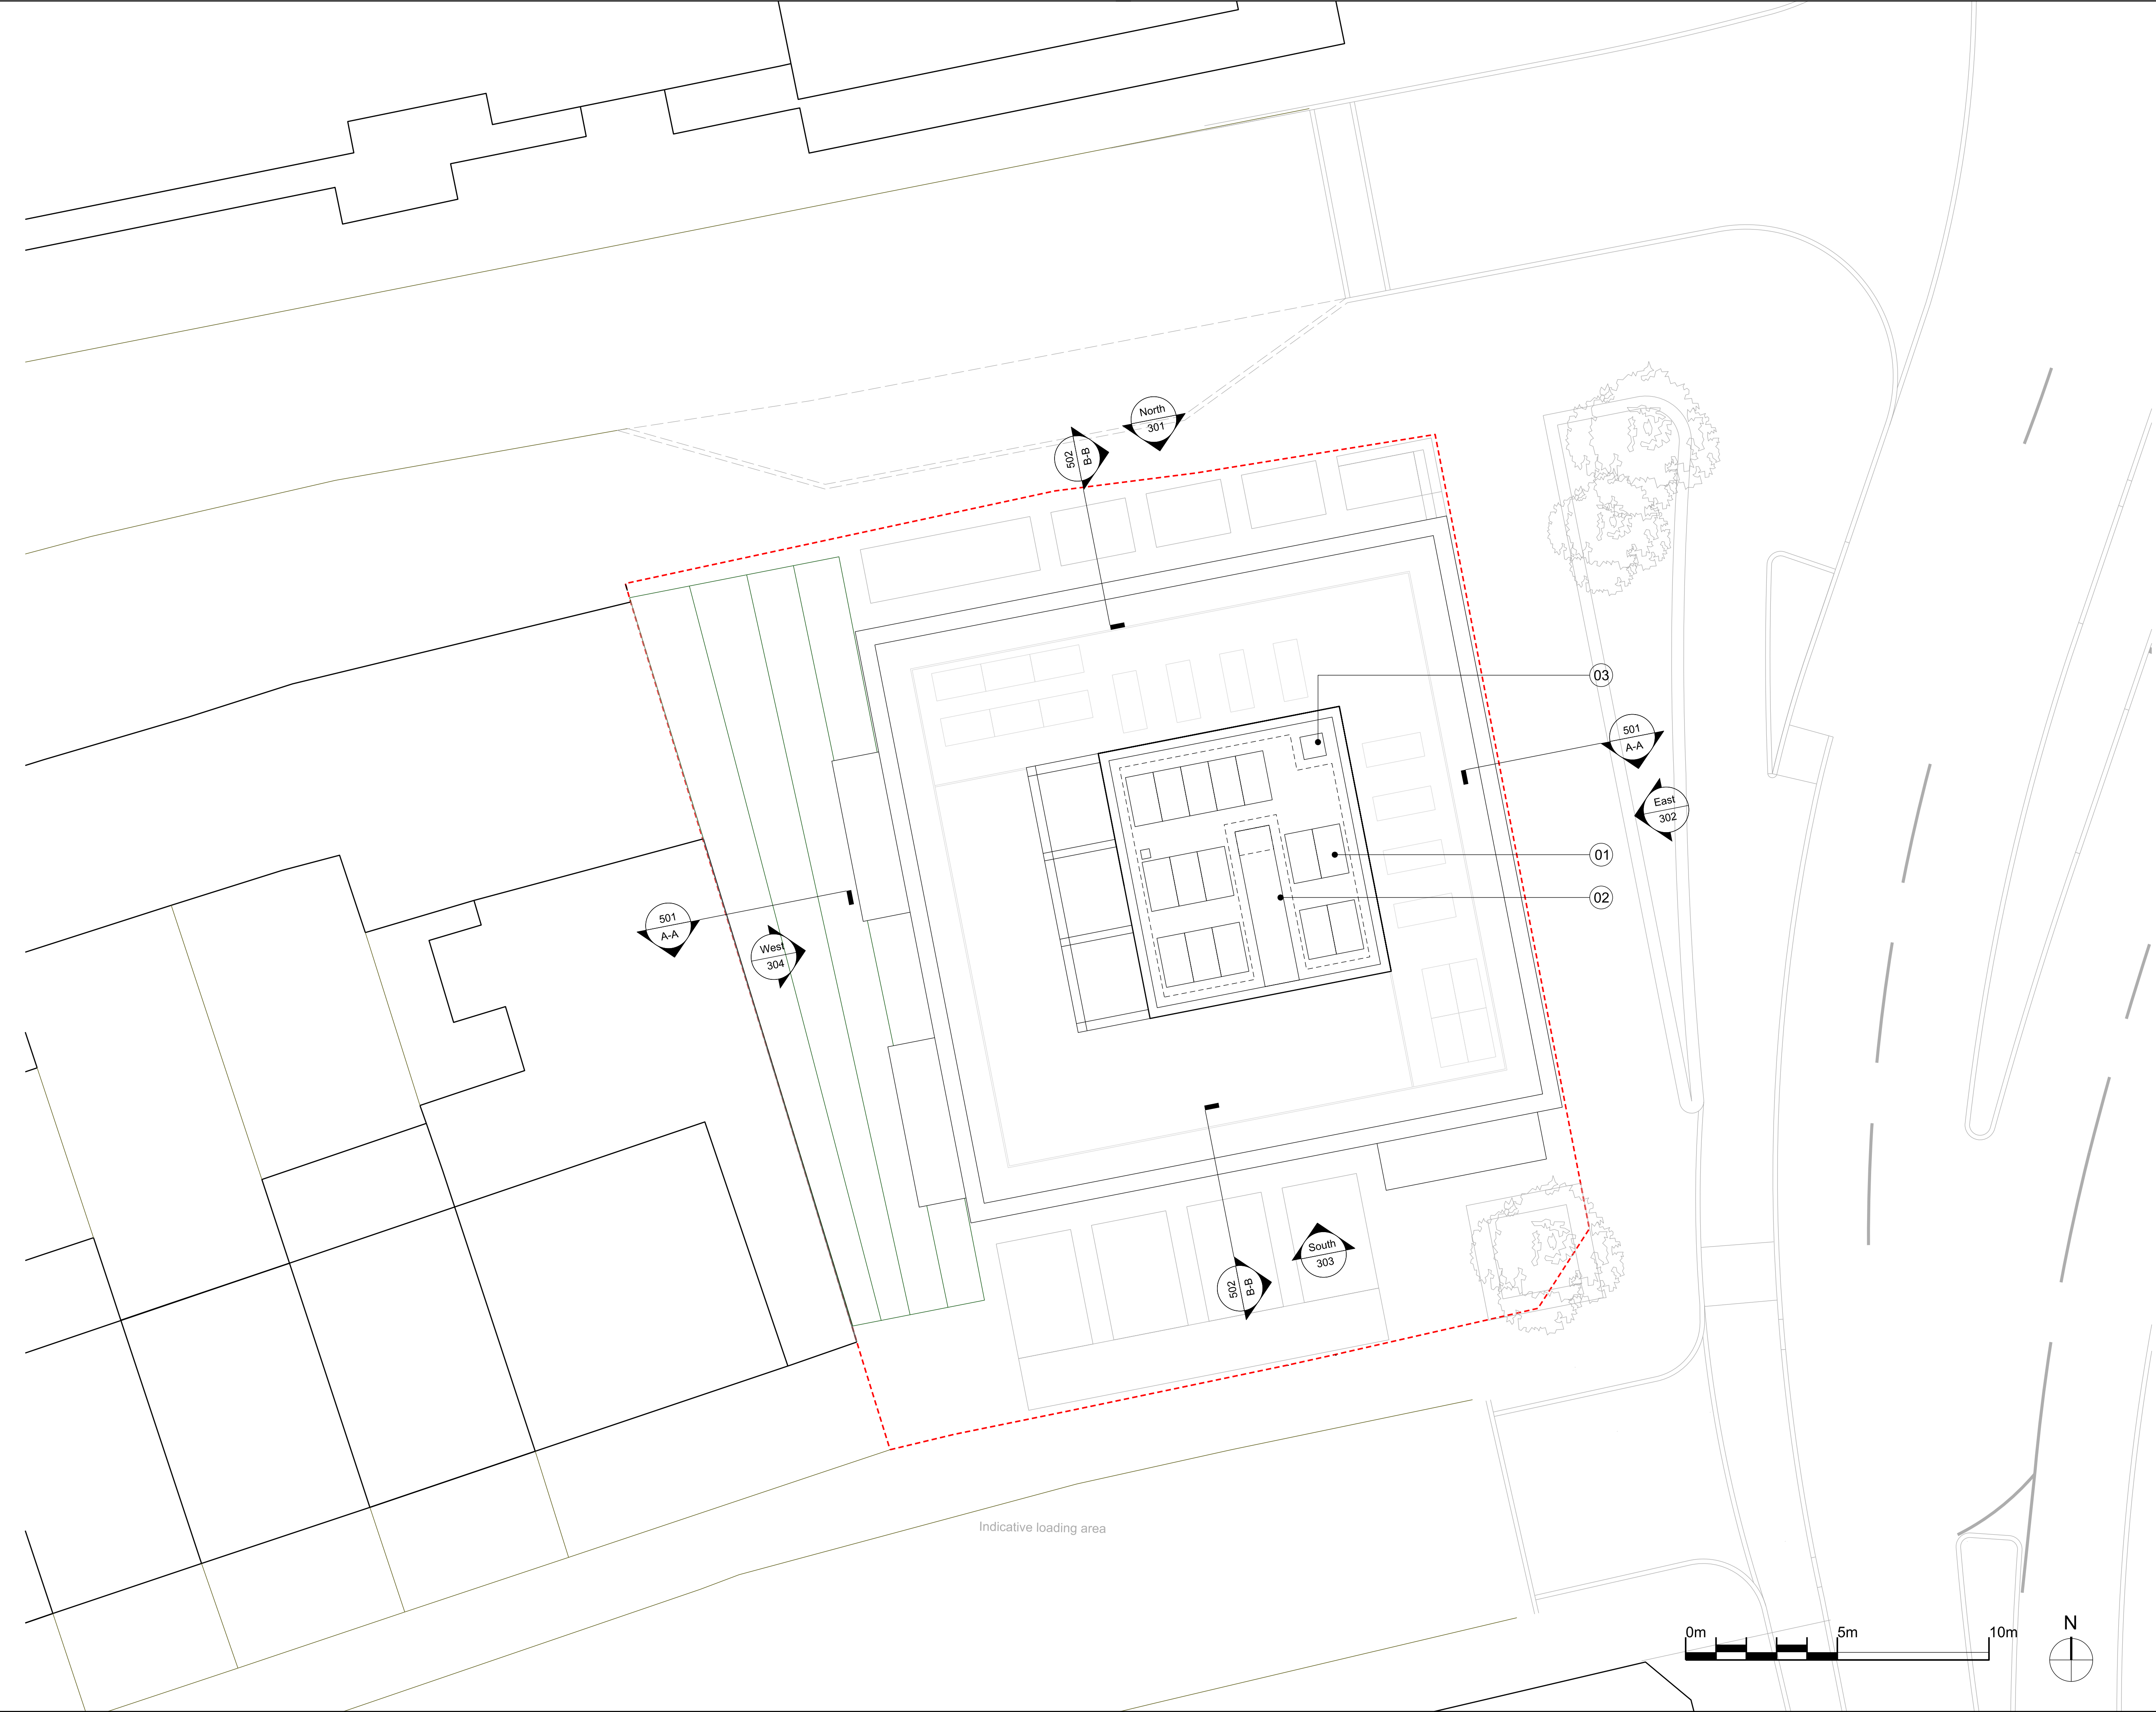 North
301
502
B-B
03
501
A-A
East
302
01
02
501
A-A
West
304
South
303
502
B-B
Indicative loading area
0m
5m
10m
N